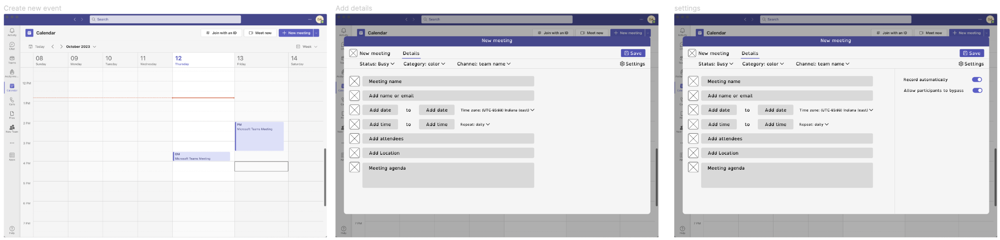 Create new event
Search
DA
Activity
Chat
Teams
Assignme...
Calendar
Calls
Files
New Team
Apps
Help
Calendar
Join with an ID
Meet now
New meeting
Today
October 2023
Week
08 Sunday
09 Monday
10 Tuesday
11 Wednesday
12 Thursday
13 Friday
14 Saturday
12 PM
1 PM
2 PM
3 PM
4 PM
5 PM
6 PM
7 PM
PM
Microsoft Teams Meeting
OM
Microsoft Teams Meeting
Add details
Search
DA
Activity
Calendar
Join with an ID
Meet now
New meeting
New meeting
New meeting
Details
Save
Status: Busy
Category: color
Channel: team name
Settings
Meeting name
Add name or email
Add date to Add date
Time zone: (UTC-05:00) Indiana (east)
Add time to Add time
Repeat: daily
Add attendees
Add Location
Meeting agenda
7 PM
Help
settings
Search
DA
Activity
Calendar
Join with an ID
Meet now
New meeting
New meeting
New meeting
Details
Save
Status: Busy
Category: color
Channel: team name
Settings
Meeting name
Add name or email
Add date to Add date
Time zone: (UTC-05:00) Indiana (east)
Add time to Add time
Repeat: daily
Add attendees
Add Location
Meeting agenda
Record automatically
Allow participants to bypass
7 PM
Help